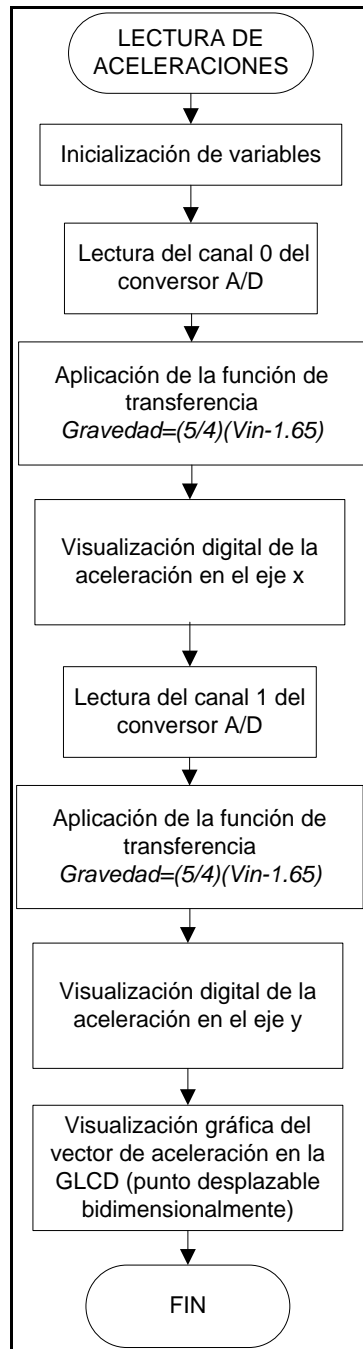 LECTURA DE
ACELERACIONES
Inicialización de variables
Lectura del canal 0 del
conversor A/D
Aplicación de la función de
transferencia
Gravedad=(5/4)(Vin-1.65)
Visualización digital de la
aceleración en el eje x
Lectura del canal 1 del
conversor A/D
Aplicación de la función de
transferencia
Gravedad=(5/4)(Vin-1.65)
Visualización digital de la
aceleración en el eje y
Visualización gráfica del
vector de aceleración en la
GLCD (punto desplazable
bidimensionalmente)
FIN